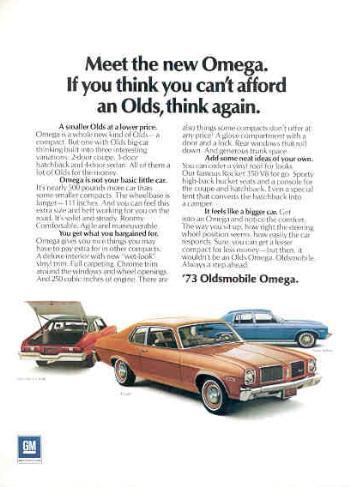 Meet the new Omega.
If you think you can't afford
an Olds, think again.
A smaller Olds at a lower price.
Omega is a whole new kind of Olds—a
compact. But one with Olds big-car
thinking built into three interesting
variations: 2-door coupe, 3-door
hatchback and 4-door sedan. All of them a
lot of Olds for the money.
Omega is not your basic little car.
It's nearly 500 pounds more car than
some smaller compacts. The wheelbase is
longer—111 inches. And you can feel this
extra size and heft working for you on the
road. It's solid and steady. Roomy.
Comfortable. Agile and maneuverable.
You get what you bargained for.
Omega gives you nice things you may
have to pay extra for in other compacts.
A deluxe interior with new "wet-look"
vinyl trim. Full carpeting. Chrome trim
around the windows and wheel openings.
And 250 cubic inches of engine. There are
also things some compacts don't offer at
any price! A glove compartment with a
door and a lock. Rear windows that roll
down. And generous trunk space.
Add some neat ideas of your own.
You can order a vinyl roof for looks.
Our famous Rocket 350 V8 for go. Sporty
high-back bucket seats and a console for
the coupe and hatchback. Even a special
tent that converts the hatchback into
a camper.
It feels like a bigger car. Get
into an Omega and notice the comfort.
The way you sit up, how right the steering
wheel position seems, how easily the car
responds. Sure, you can get a lesser
compact for less money—but then, it
wouldn't be an Olds Omega. Oldsmobile.
Always a step ahead.
'73 Oldsmobile Omega.
GM